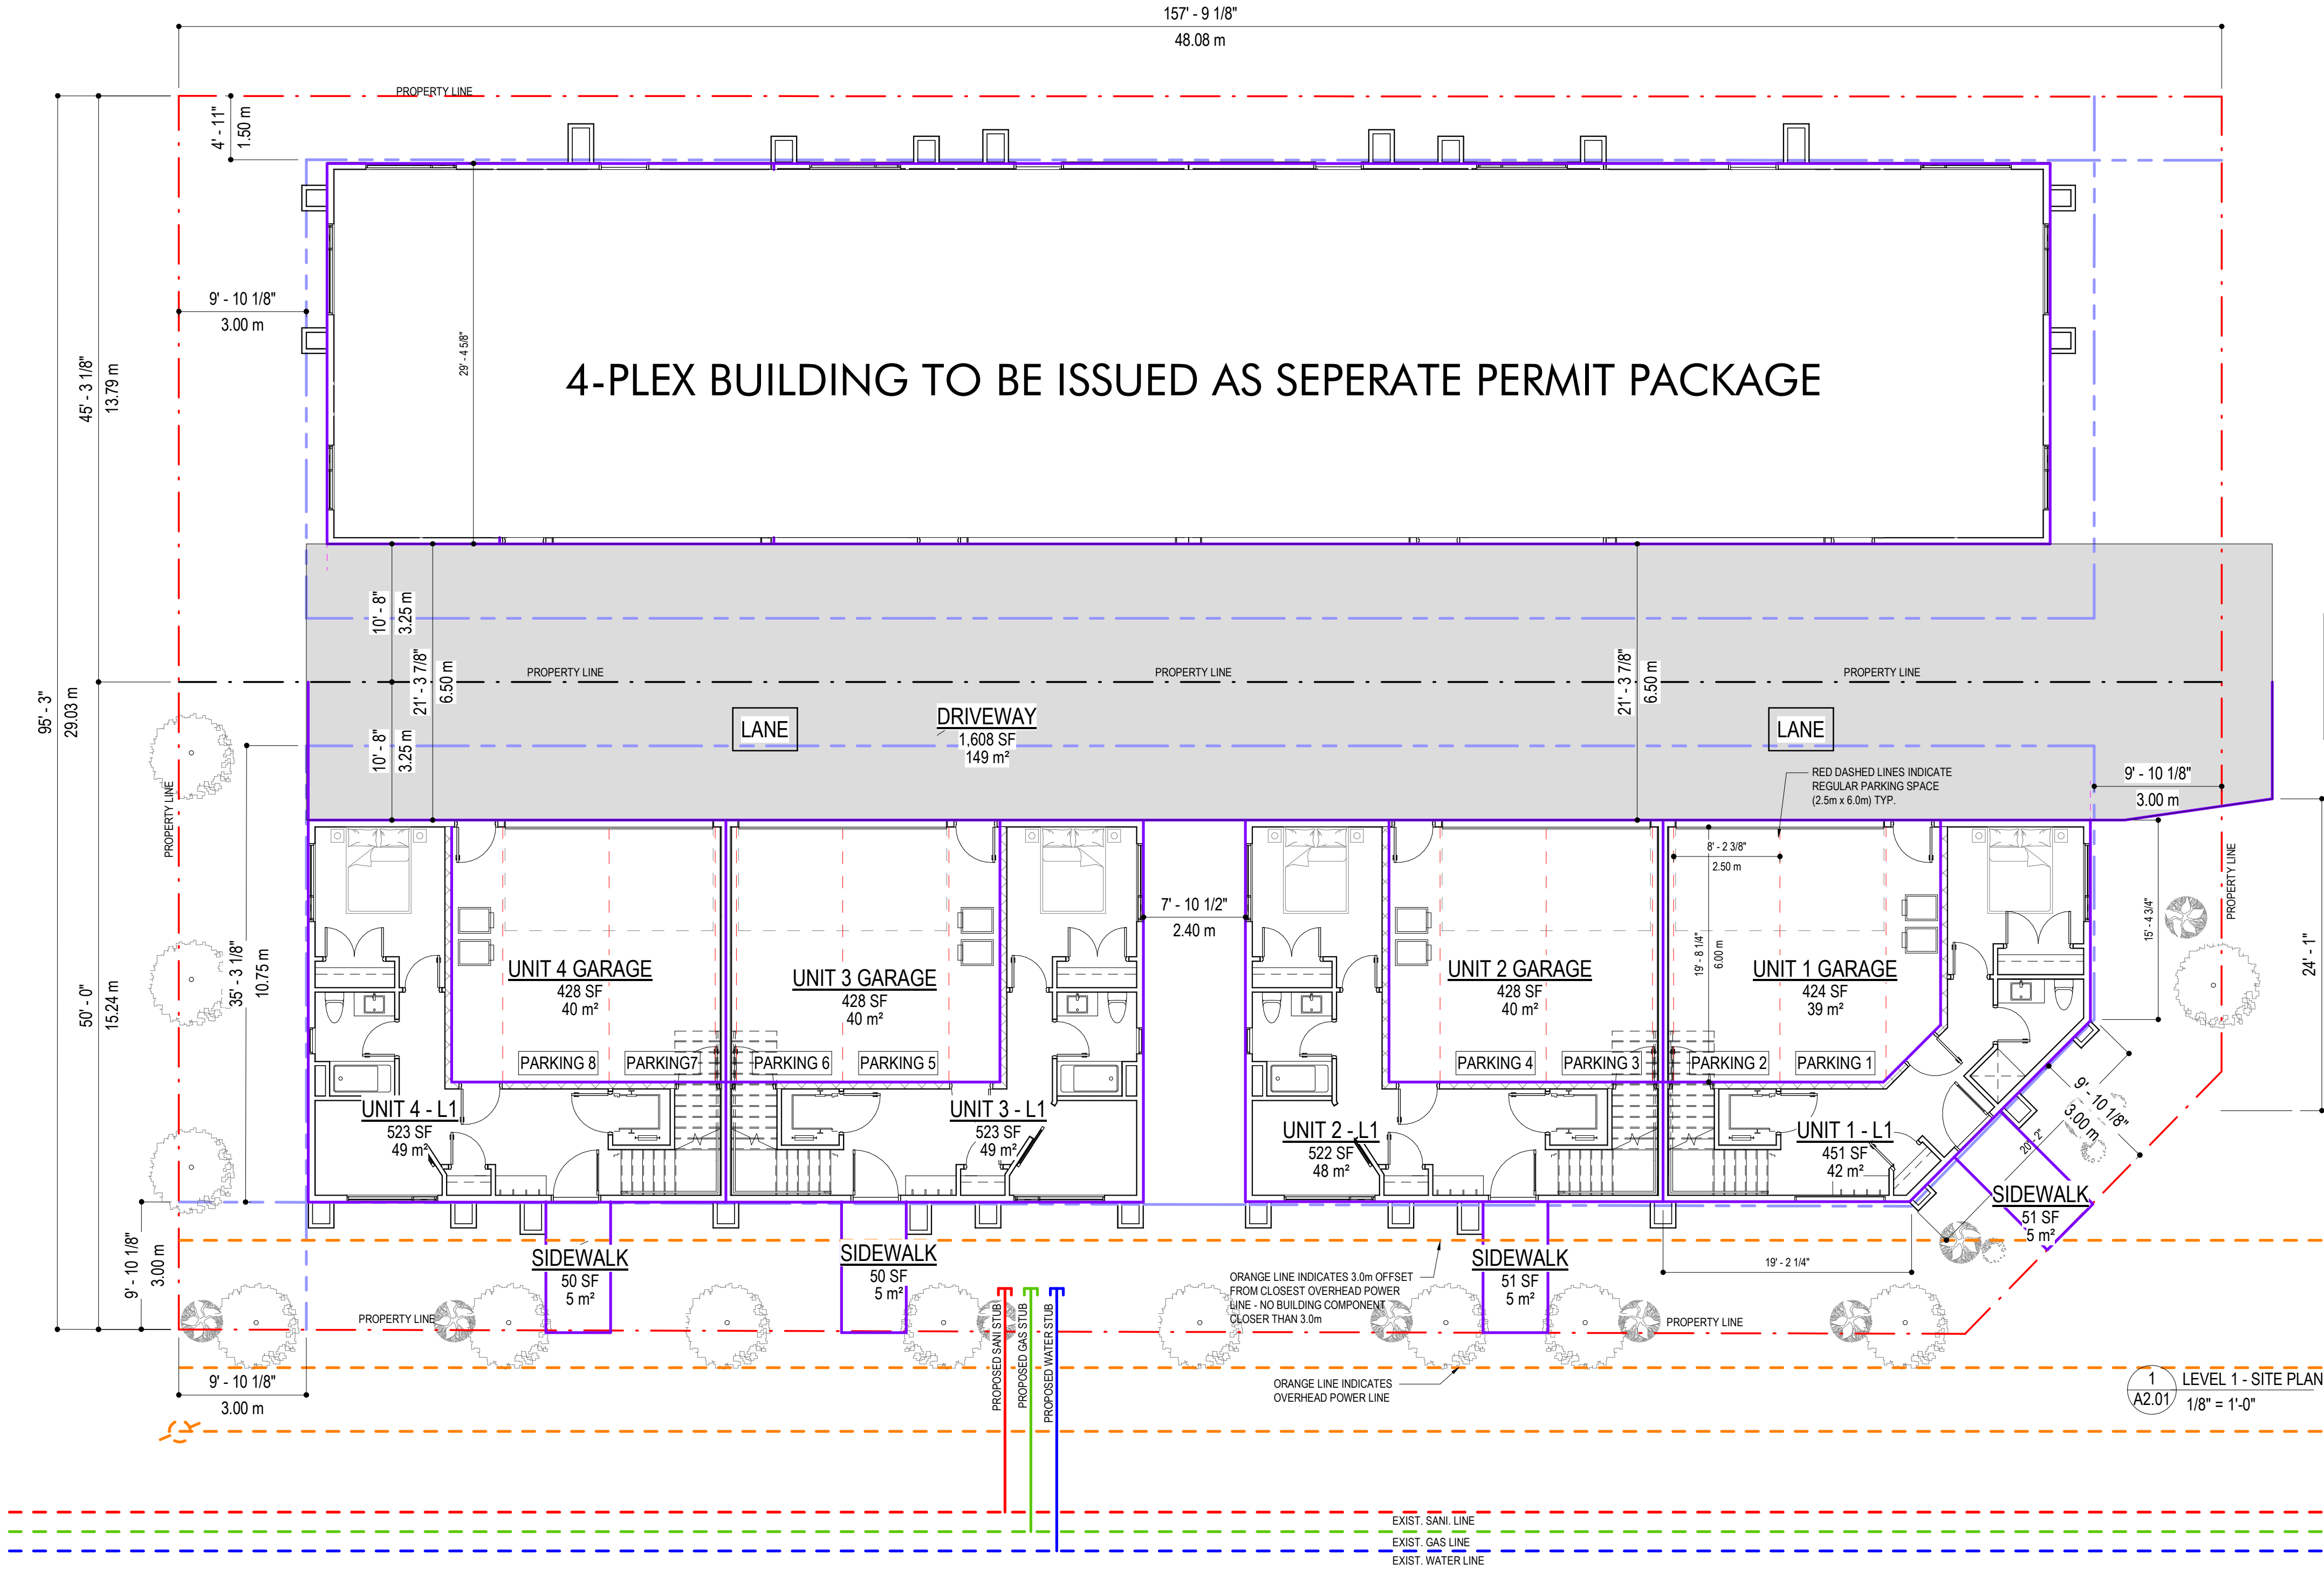 157' - 9 1/8"
48.08 m
PROPERTY LINE
4' - 11"
1.50 m
9' - 10 1/8"
3.00 m
45' - 3 1/8"
13.79 m
95' - 3"
29.03 m
29' - 4 5/8"
4-PLEX BUILDING TO BE ISSUED AS SEPERATE PERMIT PACKAGE
10' - 8"
3.25 m
21' - 3 7/8"
6.50 m
10' - 8"
3.25 m
PROPERTY LINE
PROPERTY LINE
PROPERTY LINE
21' - 3 7/8"
6.50 m
LANE
DRIVEWAY
1,608 SF
149 m²
LANE
RED DASHED LINES INDICATE
REGULAR PARKING SPACE
(2.5m x 6.0m) TYP.
9' - 10 1/8"
3.00 m
PROPERTY LINE
PROPERTY LINE
50' - 0"
15.24 m
35' - 3 1/8"
10.75 m
7' - 10 1/2"
2.40 m
8' - 2 3/8"
2.50 m
19' - 8 1/4"
6.00 m
15' - 4 3/4"
24' - 1"
UNIT 4 GARAGE
428 SF
40 m²
UNIT 3 GARAGE
428 SF
40 m²
UNIT 2 GARAGE
428 SF
40 m²
UNIT 1 GARAGE
424 SF
39 m²
PARKING 8
PARKING7
PARKING 6
PARKING 5
PARKING 4
PARKING 3
PARKING 2
PARKING 1
UNIT 4 - L1
523 SF
49 m²
UNIT 3 - L1
523 SF
49 m²
UNIT 2 - L1
522 SF
48 m²
UNIT 1 - L1
451 SF
42 m²
9' - 10 1/8"
3.00 m
20' - 2"
SIDEWALK
51 SF
5 m²
9' - 10 1/8"
3.00 m
SIDEWALK
50 SF
5 m²
SIDEWALK
50 SF
5 m²
SIDEWALK
51 SF
5 m²
19' - 2 1/4"
ORANGE LINE INDICATES 3.0m OFFSET
FROM CLOSEST OVERHEAD POWER
LINE - NO BUILDING COMPONENT
CLOSER THAN 3.0m
PROPERTY LINE
PROPERTY LINE
PROPOSED SANI STUB
PROPOSED GAS STUB
PROPOSED WATER STUB
ORANGE LINE INDICATES
OVERHEAD POWER LINE
9' - 10 1/8"
3.00 m
1
A2.01
LEVEL 1 - SITE PLAN
1/8" = 1'-0"
EXIST. SANI. LINE
EXIST. GAS LINE
EXIST. WATER LINE